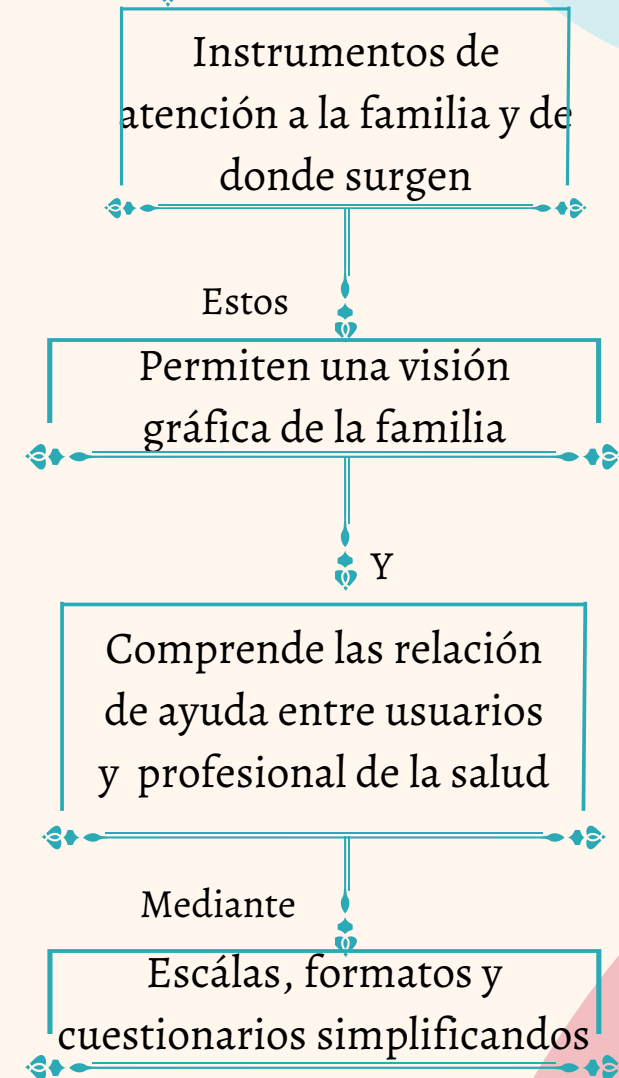 Instrumentos de
atención a la familia y de
donde surgen
Estos
Permiten una visión
gráfica de la familia
Y
Comprende las relación
de ayuda entre usuarios
y profesional de la salud
Mediante
Escálas, formatos y
cuestionarios simplificandos